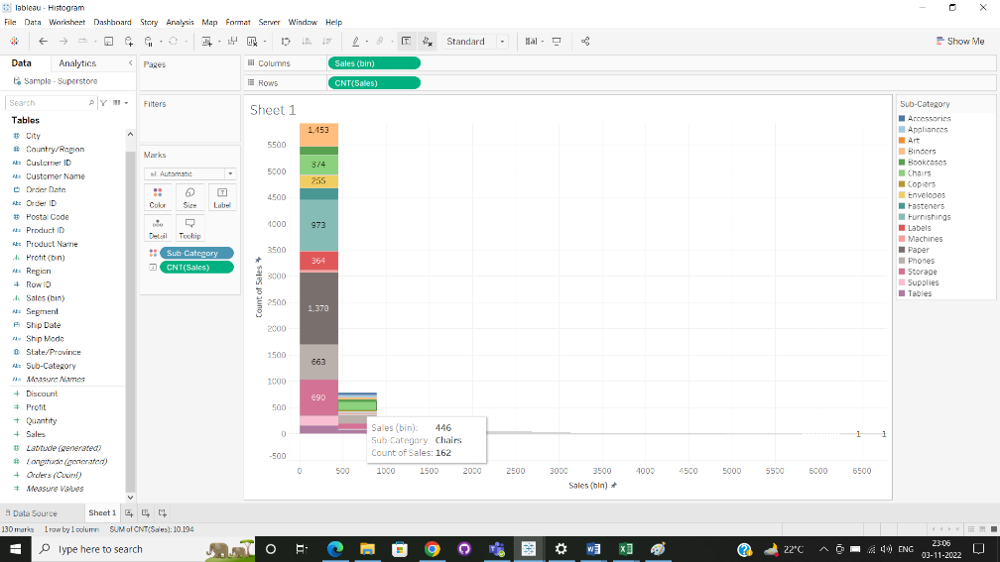 Tableau - Histogram
File Data Worksheet Dashboard Story Analysis Map Format Server Window Help
Standard
Show Me
Data Analytics
Pages
Columns Sales (bin)
Sample - Superstore
Rows CNT(Sales)
Search
Filters
Sheet 1
Tables
City
Country/Region
Customer ID
Customer Name
Order Date
Order ID
Postal Code
Product ID
Product Name
Profit (bin)
Region
Row ID
Sales (bin)
Segment
Ship Date
Ship Mode
State/Province
Sub-Category
Measure Names
Discount
Profit
Quantity
Sales
Latitude (generated)
Longitude (generated)
Orders (Count)
Measure Values
Marks
Automatic
Color Size Label
Detail Tooltip
Sub-Category
CNT(Sales)
Count of Sales
5500
5000
4500
4000
3500
3000
2500
2000
1500
1000
500
0
-500
1,453
374
255
973
364
1,378
663
690
1 1
Sales (bin): 446
Sub-Category: Chairs
Count of Sales: 162
0 500 1000 1500 2000 2500 3000 3500 4000 4500 5000 5500 6000 6500
Sales (bin)
Sub-Category
Accessories
Appliances
Art
Binders
Bookcases
Chairs
Copiers
Envelopes
Fasteners
Furnishings
Labels
Machines
Paper
Phones
Storage
Supplies
Tables
Data Source Sheet 1
130 marks 1 row by 1 column SUM of CNT(Sales): 10,194
Type here to search
22°C
ENG
23:06
03-11-2022